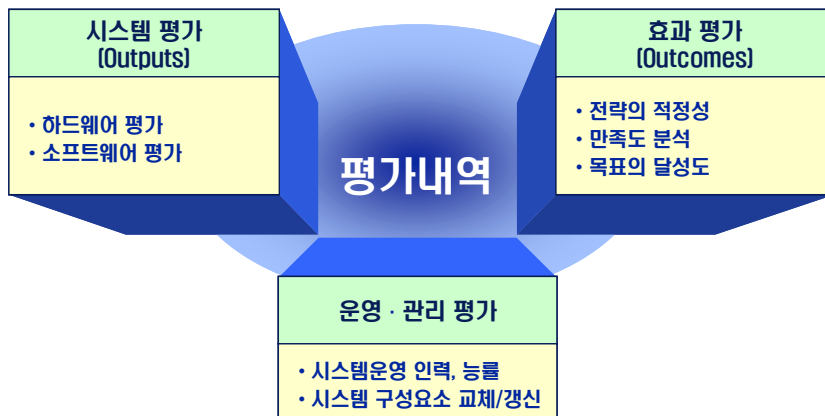 시스템 평가
(Outputs)
• 하드웨어 평가
• 소프트웨어 평가
효과 평가
(Outcomes)
• 전략의 적정성
• 만족도 분석
• 목표의 달성도
평가내역
운영 · 관리 평가
• 시스템운영 인력, 능률
• 시스템 구성요소 교체/갱신